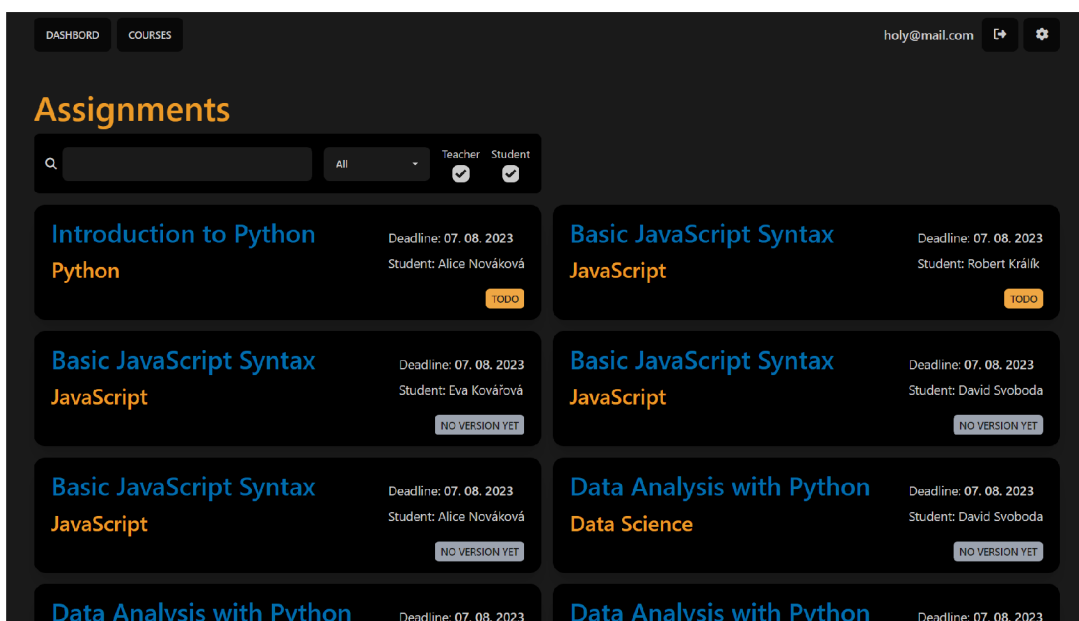 DASHBORD COURSES holy@mail.com
Assignments
All Teacher Student
Introduction to Python
Deadline: 07. 08. 2023
Python
Student: Alice Nováková
TODO
Basic JavaScript Syntax
Deadline: 07. 08. 2023
JavaScript
Student: Robert Králík
TODO
Basic JavaScript Syntax
Deadline: 07. 08. 2023
JavaScript
Student: Eva Kovářová
NO VERSION YET
Basic JavaScript Syntax
Deadline: 07. 08. 2023
JavaScript
Student: David Svoboda
NO VERSION YET
Basic JavaScript Syntax
Deadline: 07. 08. 2023
JavaScript
Student: Alice Nováková
NO VERSION YET
Data Analysis with Python
Deadline: 07. 08. 2023
Data Science
Student: David Svoboda
NO VERSION YET
Data Analysis with Python
Deadline: 07. 08. 2023
Data Analysis with Python
Deadline: 07. 08. 2023